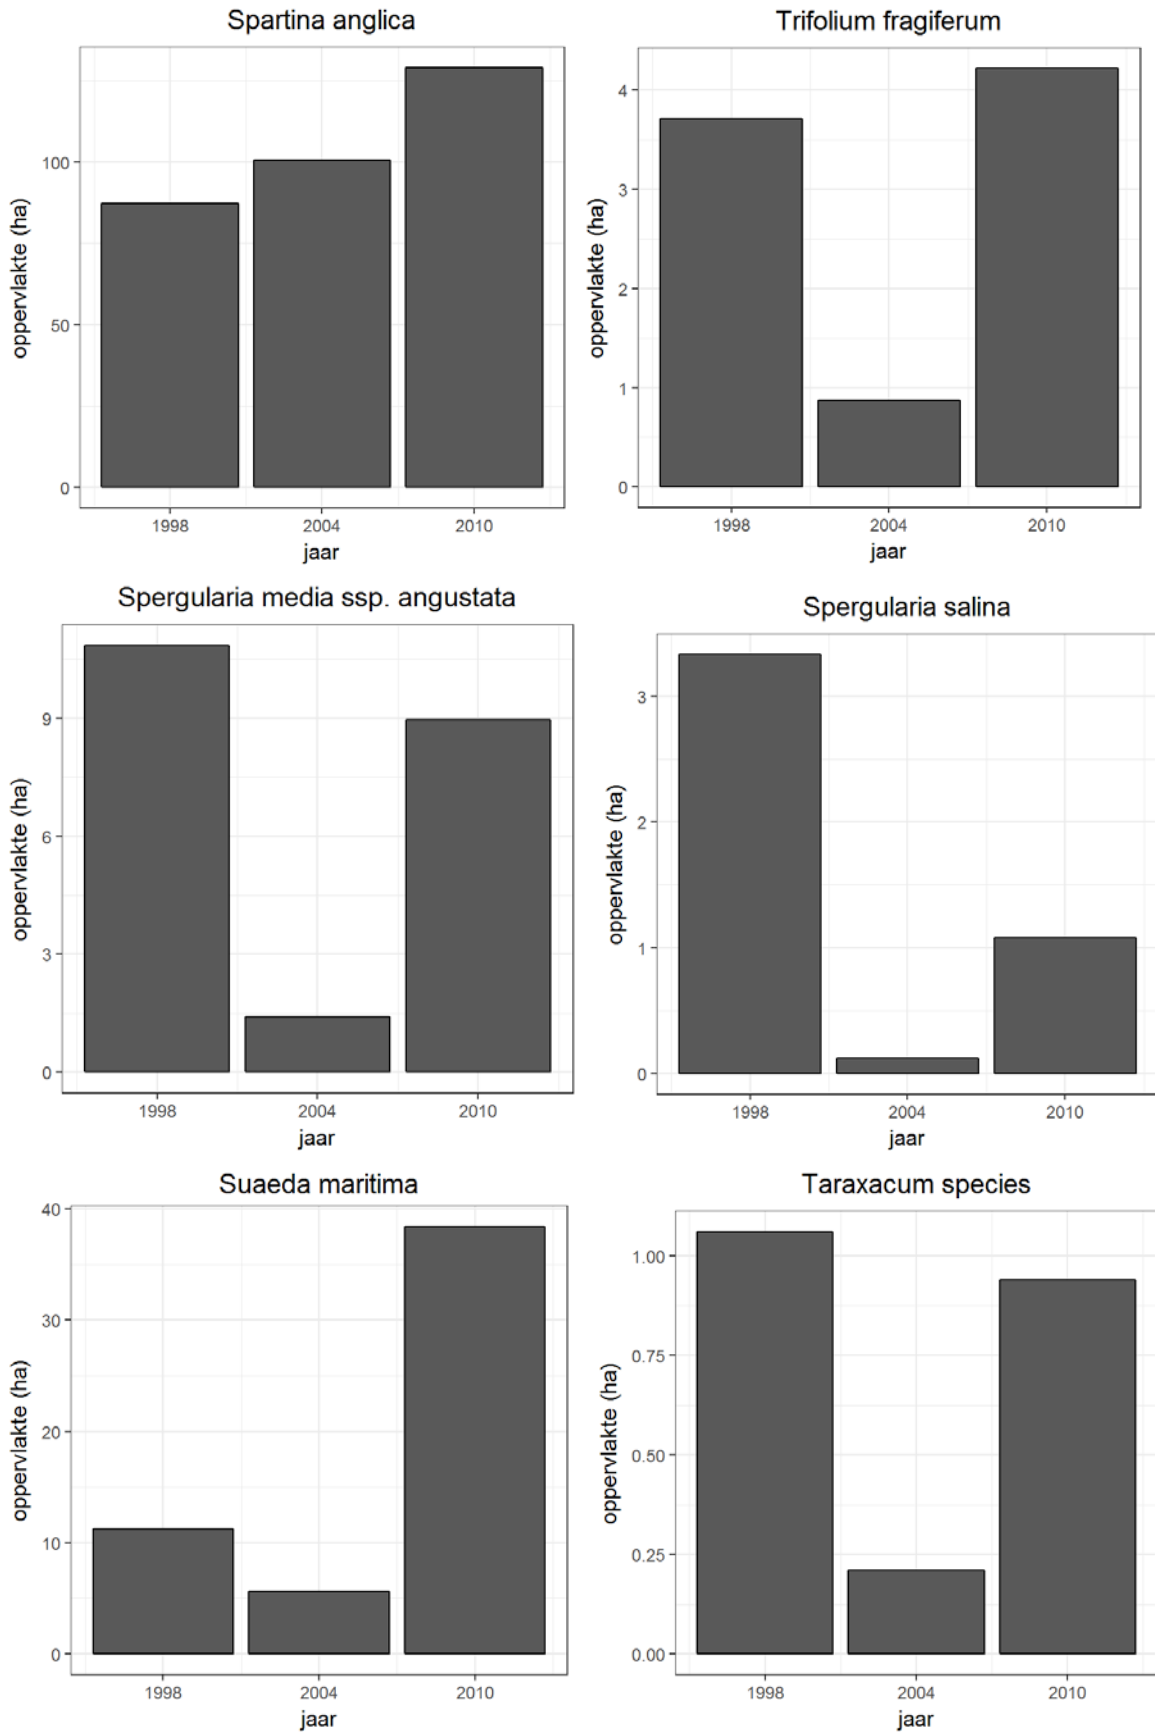 Spartina anglica
oppervlakte (ha)
100
50
0
1998 2004 2010
jaar
Trifolium fragiferum
oppervlakte (ha)
4
3
2
1
0
1998 2004 2010
jaar
Spergularia media ssp. angustata
oppervlakte (ha)
9
6
3
0
1998 2004 2010
jaar
Spergularia salina
oppervlakte (ha)
3
2
1
0
1998 2004 2010
jaar
Suaeda maritima
oppervlakte (ha)
40
30
20
10
0
1998 2004 2010
jaar
Taraxacum species
oppervlakte (ha)
1.00
0.75
0.50
0.25
0.00
1998 2004 2010
jaar